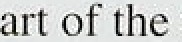 art of the